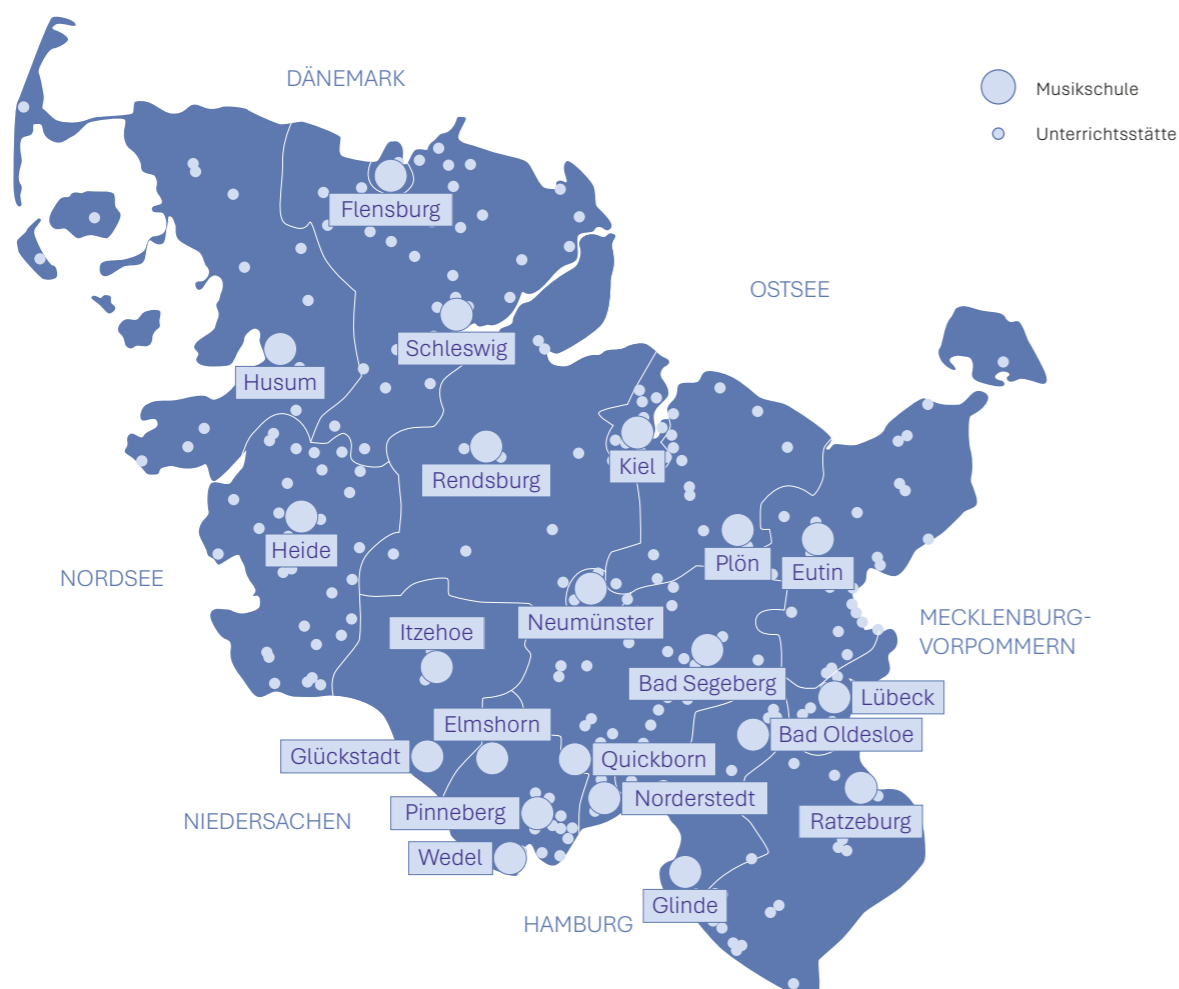 DÄNEMARK
Musikschule
Unterrichtsstätte
Flensburg
OSTSEE
Schleswig
Husum
Kiel
Rendsburg
Heide
Plön
Eutin
NORDSEE
Neumünster
Itzehoe
MECKLENBURG-
VORPOMMERN
Bad Segeberg
Lübeck
Elmshorn
Bad Oldesloe
Glückstadt
Quickborn
Norderstedt
Pinneberg
NIEDERSACHEN
Ratzeburg
Wedel
Glinde
HAMBURG